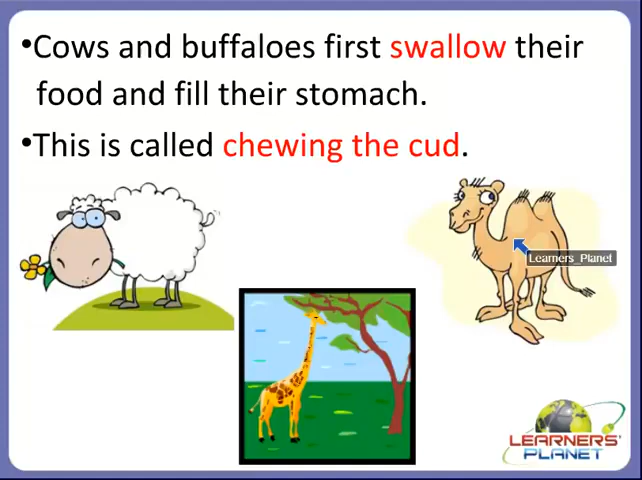 •Cows and buffaloes first swallow their
food and fill their stomach.
•This is called chewing the cud.
Learners_Planet
LEARNERS'
PLANET